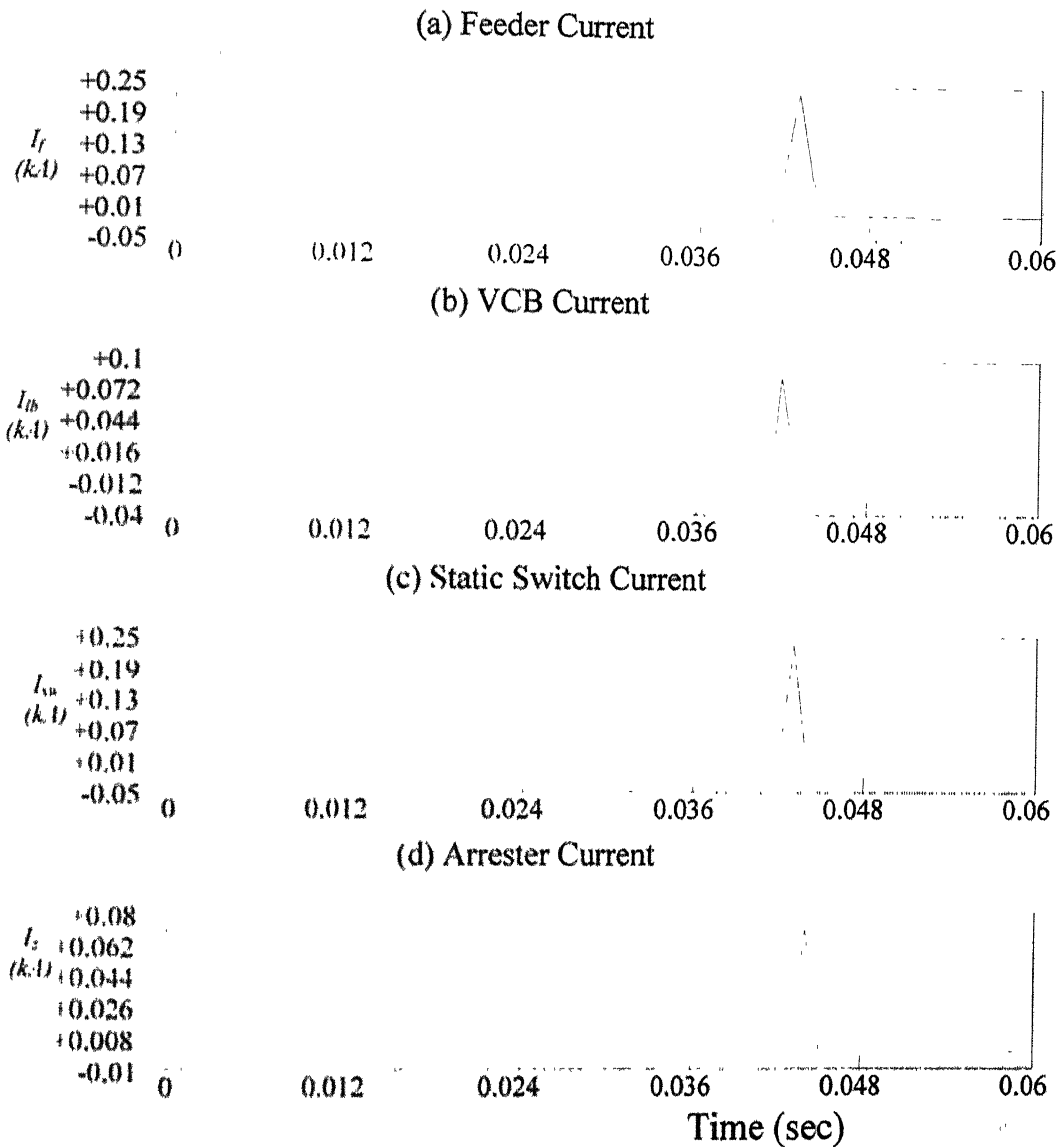 (a) Feeder Current
+0.25
+0.19
+0.13
+0.07
+0.01
-0.05
I_f
(kA)
0 0.012 0.024 0.036 0.048 0.06
(b) VCB Current
+0.1
+0.072
+0.044
+0.016
-0.012
-0.04
(kA)
0 0.012 0.024 0.036 0.048 0.06
(c) Static Switch Current
+0.25
+0.19
+0.13
+0.07
+0.01
-0.05
I_sw
(kA)
0 0.012 0.024 0.036 0.048 0.06
(d) Arrester Current
+0.08
+0.062
+0.044
+0.026
+0.008
-0.01
(kA)
0 0.012 0.024 0.036 0.048 0.06
Time (sec)